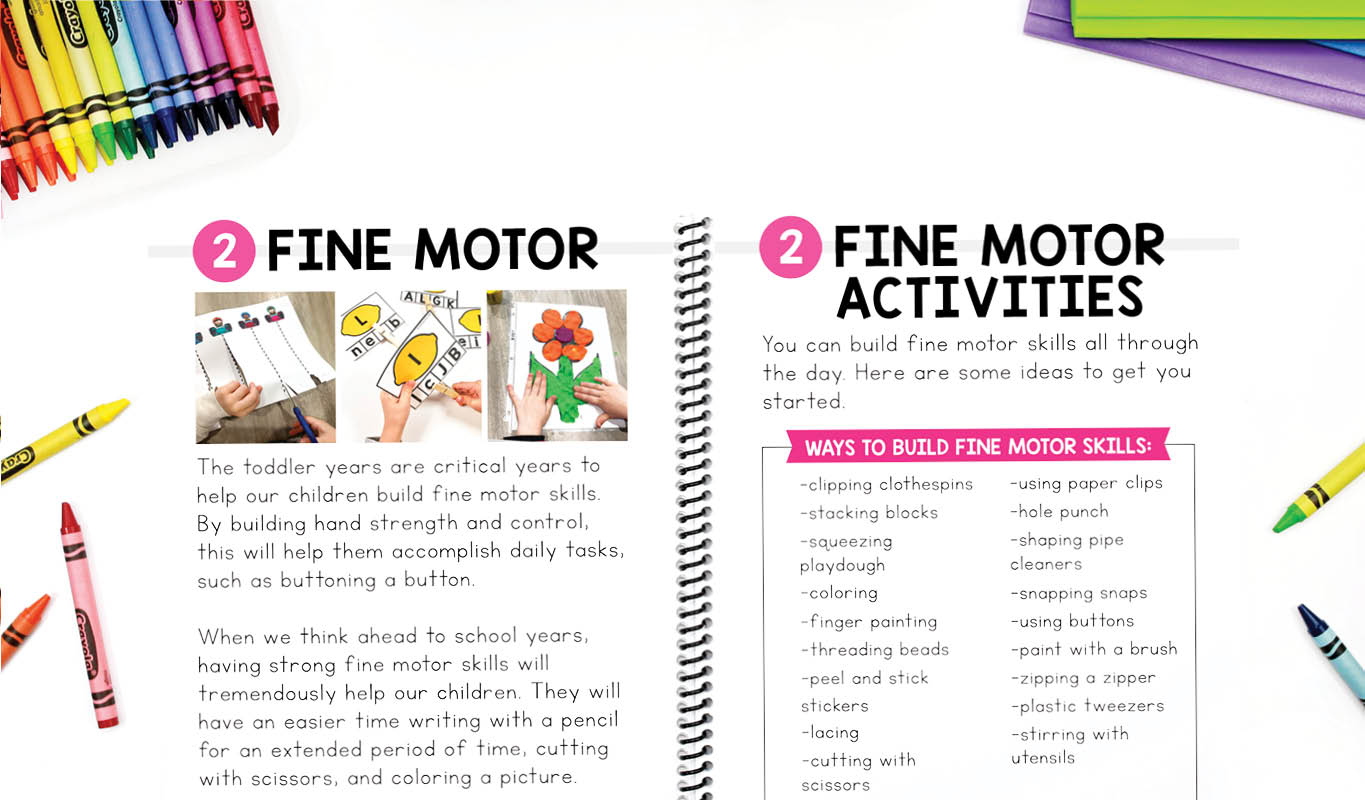 Crayola
Crayola
2 FINE MOTOR
A L G K
L
n e r b
I
I C J B
e i
The toddler years are critical years to
help our children build fine motor skills.
By building hand strength and control,
this will help them accomplish daily tasks,
such as buttoning a button.
When we think ahead to school years,
having strong fine motor skills will
tremendously help our children. They will
have an easier time writing with a pencil
for an extended period of time, cutting
with scissors, and coloring a picture.
2 FINE MOTOR
ACTIVITIES
You can build fine motor skills all through
the day. Here are some ideas to get you
started.
WAYS TO BUILD FINE MOTOR SKILLS:
-clipping clothespins
-stacking blocks
-squeezing
playdough
-coloring
-finger painting
-threading beads
-peel and stick
stickers
-lacing
-cutting with
scissors
-using paper clips
-hole punch
-shaping pipe
cleaners
-snapping snaps
-using buttons
-paint with a brush
-zipping a zipper
-plastic tweezers
-stirring with
utensils
Crayola